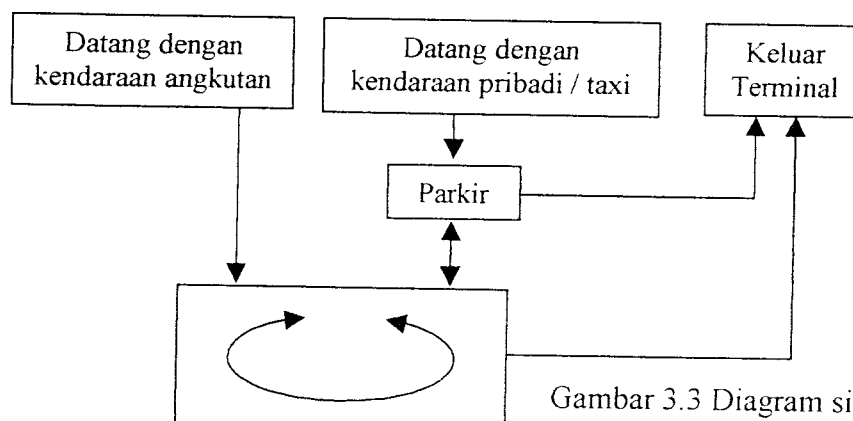 Datang dengan
kendaraan angkutan
Datang dengan
kendaraan pribadi / taxi
Keluar
Terminal
Parkir
Gambar 3.3 Diagram si